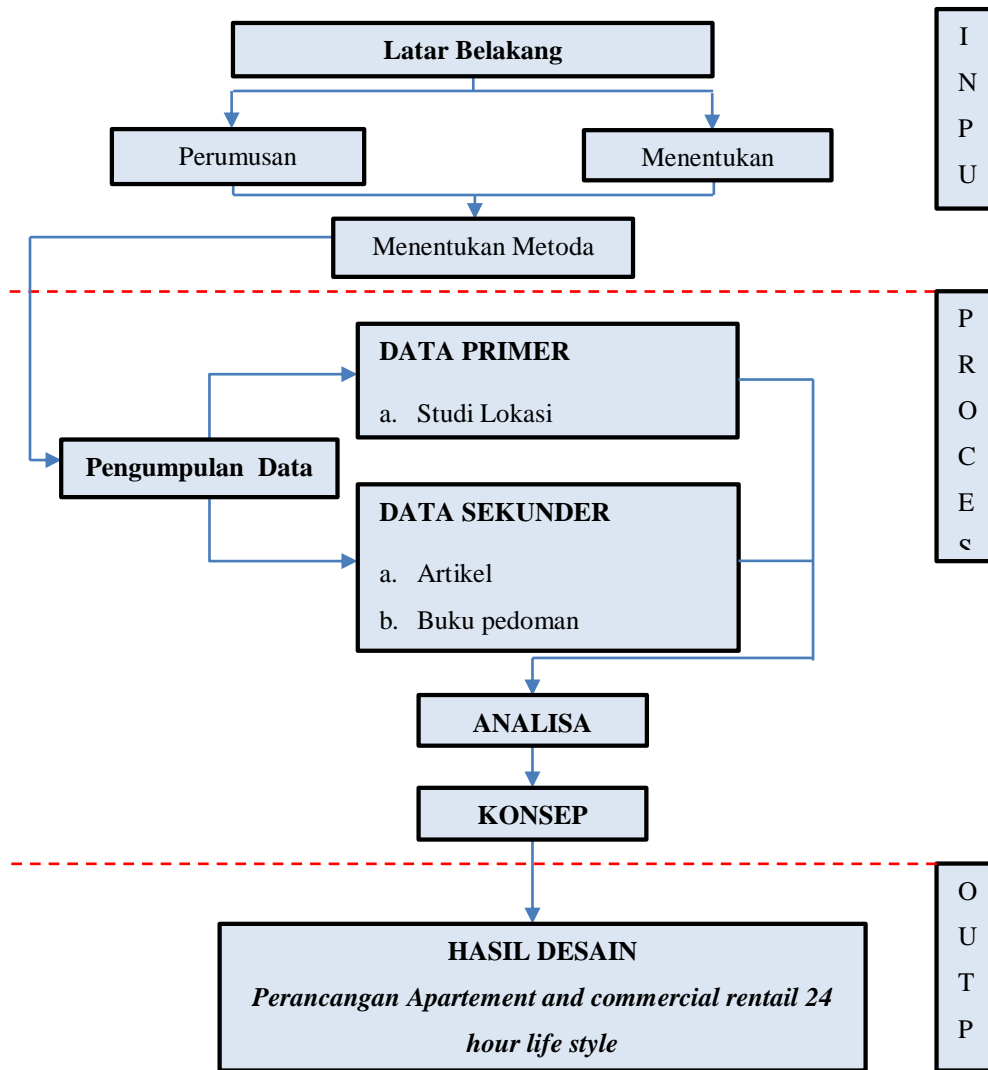 Latar Belakang
Perumusan
Menentukan
Menentukan Metoda
I
N
P
U
DATA PRIMER
a. Studi Lokasi
Pengumpulan Data
DATA SEKUNDER
a. Artikel
b. Buku pedoman
P
R
O
C
E
S
ANALISA
KONSEP
HASIL DESAIN
Perancangan Apartement and commercial rentail 24
hour life style
O
U
T
P